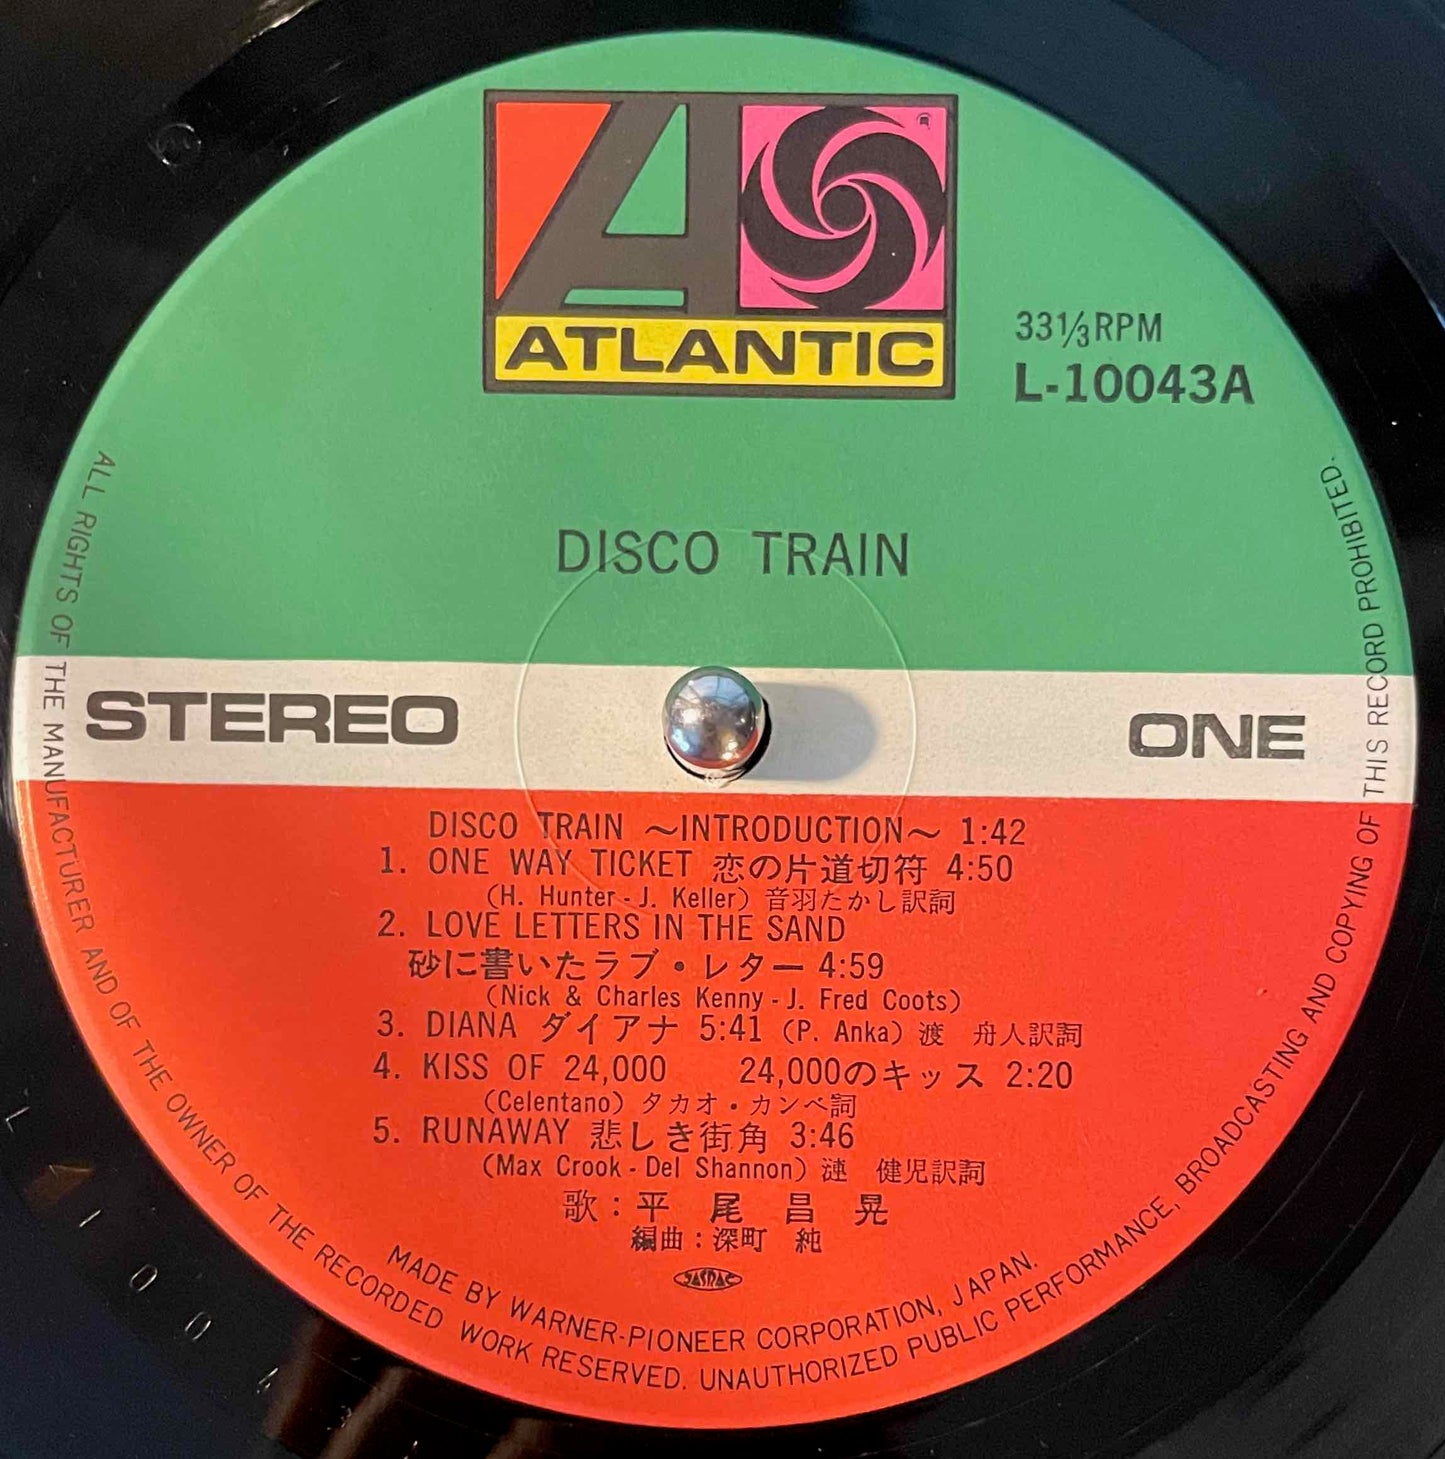 ATLANTIC
33⅓RPM
L-10043A
DISCO TRAIN
STEREO
ONE
DISCO TRAIN 〜INTRODUCTION〜 1:42
1. ONE WAY TICKET 恋の片道切符 4:50
(H. Hunter - J. Keller) 音羽たかし訳詞
2. LOVE LETTERS IN THE SAND
砂に書いたラブ・レター 4:59
(Nick & Charles Kenny - J. Fred Coots)
3. DIANA ダイアナ 5:41 (P. Anka) 渡 舟人訳詞
4. KISS OF 24,000 24,000のキッス 2:20
(Celentano) タカオ・カンベ詞
5. RUNAWAY 悲しき街角 3:46
(Max Crook - Del Shannon) 漣 健児訳詞
歌：平尾昌晃
編曲：深町 純
JASRAC
MADE BY WARNER-PIONEER CORPORATION, JAPAN.
ALL RIGHTS OF THE MANUFACTURER AND OF THE OWNER OF THE RECORDED WORK RESERVED. UNAUTHORIZED PUBLIC PERFORMANCE, BROADCASTING AND COPYING OF THIS RECORD PROHIBITED.